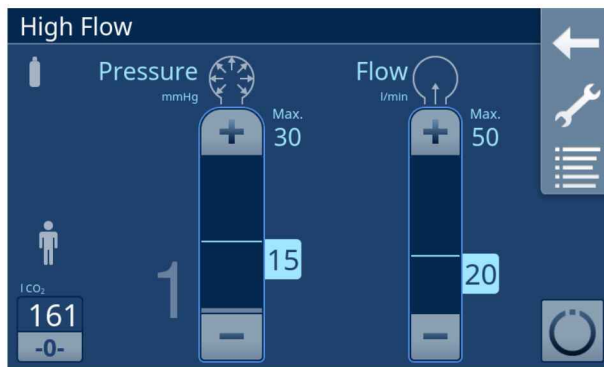 High Flow
Pressure
mmHg
Flow
l/min
Max.
30
Max.
50
15
20
1
I CO₂
161
-0-